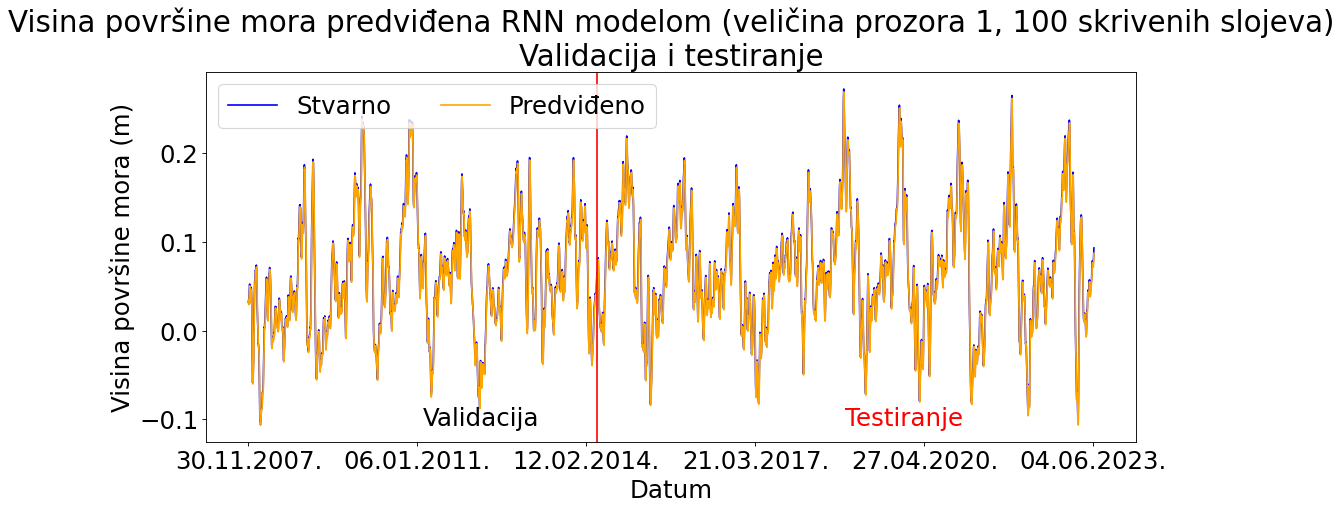 Visina površine mora predviđena RNN modelom (veličina prozora 1, 100 skrivenih slojeva)
Validacija i testiranje
Stvarno
Predviđeno
Visina površine mora (m)
0.2
0.1
0.0
−0.1
Validacija
Testiranje
30.11.2007.
06.01.2011.
12.02.2014.
21.03.2017.
27.04.2020.
04.06.2023.
Datum